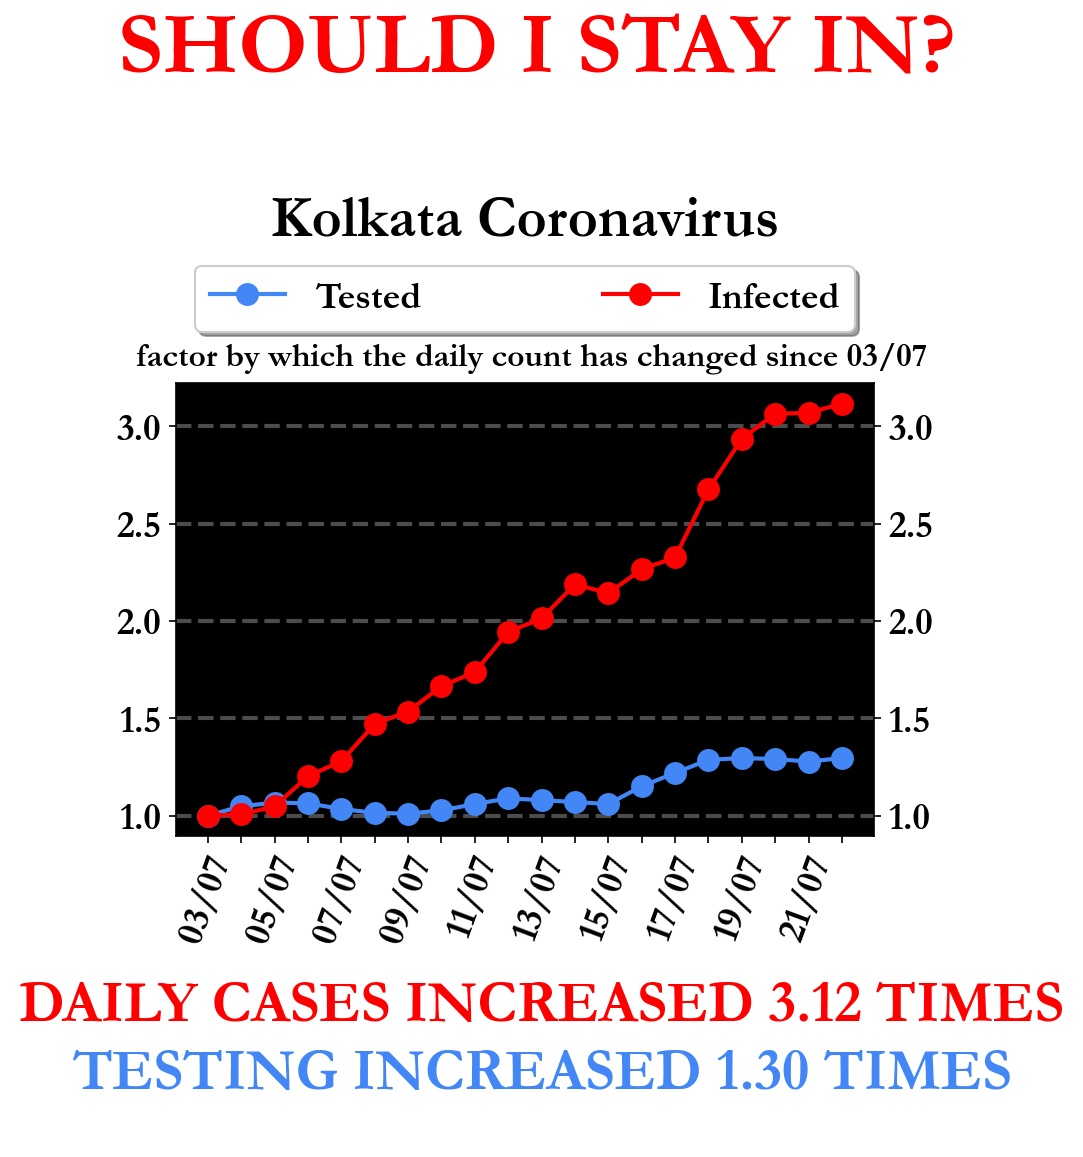 SHOULD I STAY IN?
Kolkata Coronavirus
Tested Infected
factor by which the daily count has changed since 03/07
3.0 3.0
2.5 2.5
2.0 2.0
1.5 1.5
1.0 1.0
03/07 05/07 07/07 09/07 11/07 13/07 15/07 17/07 19/07 21/07
DAILY CASES INCREASED 3.12 TIMES
TESTING INCREASED 1.30 TIMES